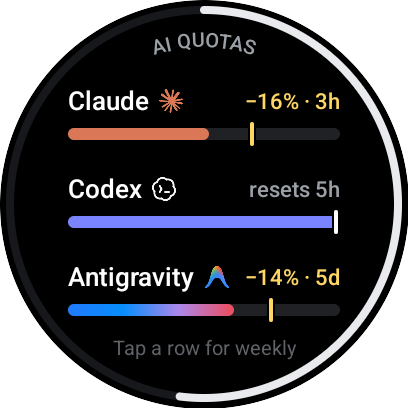 AI QUOTAS
Claude −16% · 3h
Codex resets 5h
Antigravity −14% · 5d
Tap a row for weekly